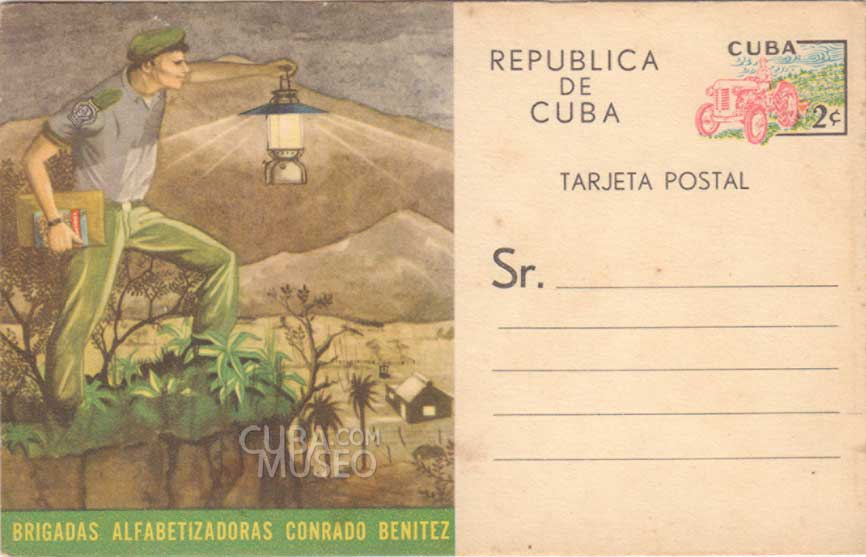 BRIGADAS ALFABETIZADORAS CONRADO BENITEZ
REPUBLICA
DE
CUBA
CUBA
2¢
TARJETA POSTAL
Sr.
CUBA.COM
MUSEO